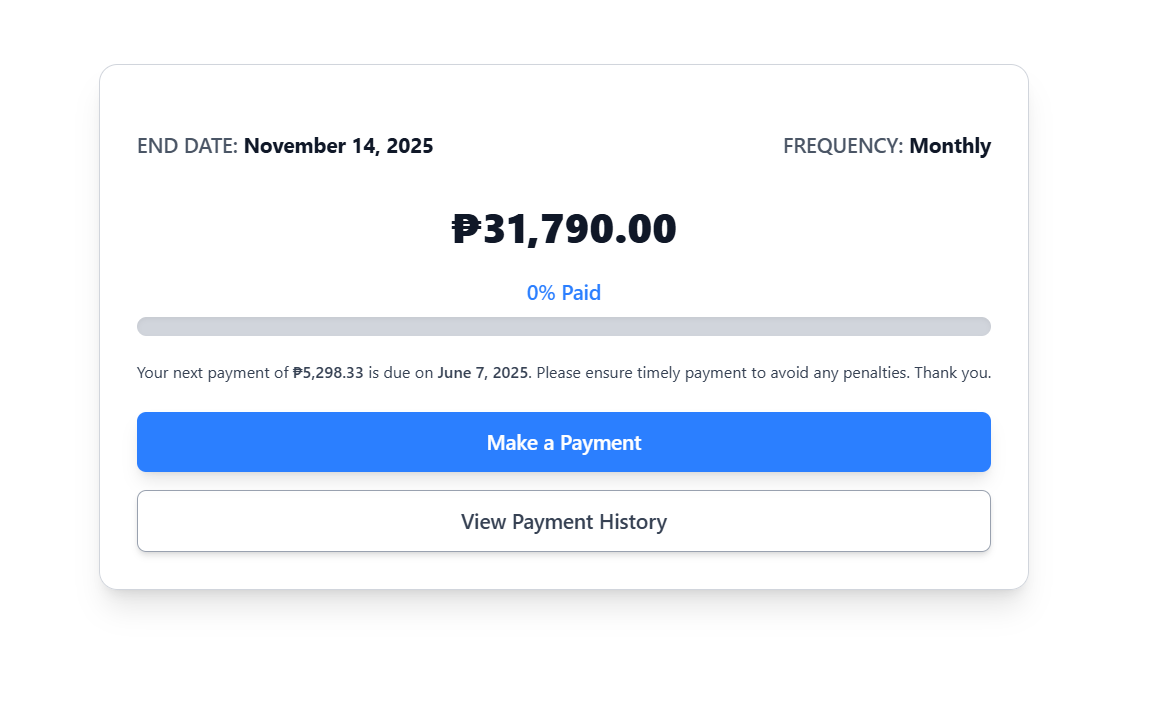 END DATE: November 14, 2025 FREQUENCY: Monthly
₱31,790.00
0% Paid
Your next payment of ₱5,298.33 is due on June 7, 2025. Please ensure timely payment to avoid any penalties. Thank you.
Make a Payment
View Payment History